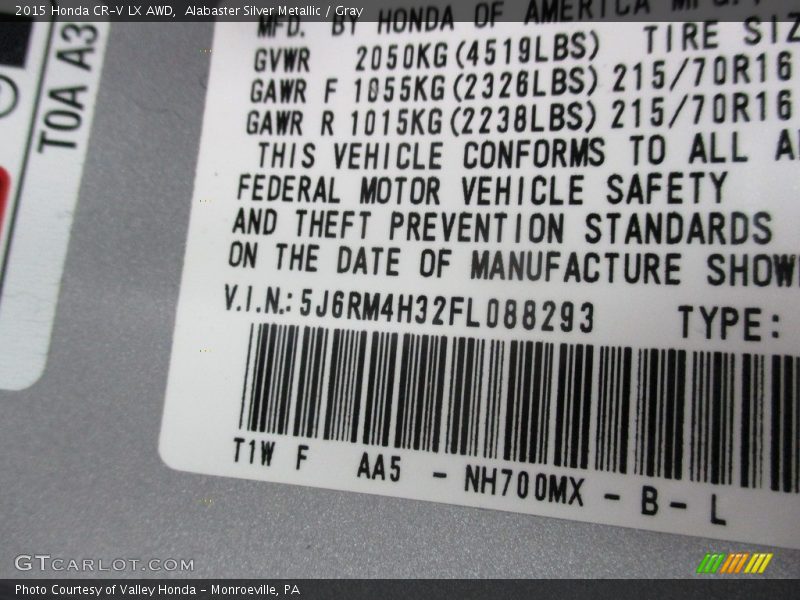 2015 Honda CR-V LX AWD,  Alabaster Silver Metallic / Gray
MFD. BY HONDA OF AMERICA MFG.
GVWR 2050KG(4519LBS) TIRE SIZ
GAWR F 1055KG(2326LBS) 215/70R16
GAWR R 1015KG(2238LBS) 215/70R16
THIS VEHICLE CONFORMS TO ALL A
FEDERAL MOTOR VEHICLE SAFETY
AND THEFT PREVENTION STANDARDS
ON THE DATE OF MANUFACTURE SHOW
V.I.N.: 5J6RM4H32FL088293 TYPE:
T1W F AA5 - NH700MX - B - L
T0A A3
GTCARLOT.COM
Photo Courtesy of Valley Honda - Monroeville, PA